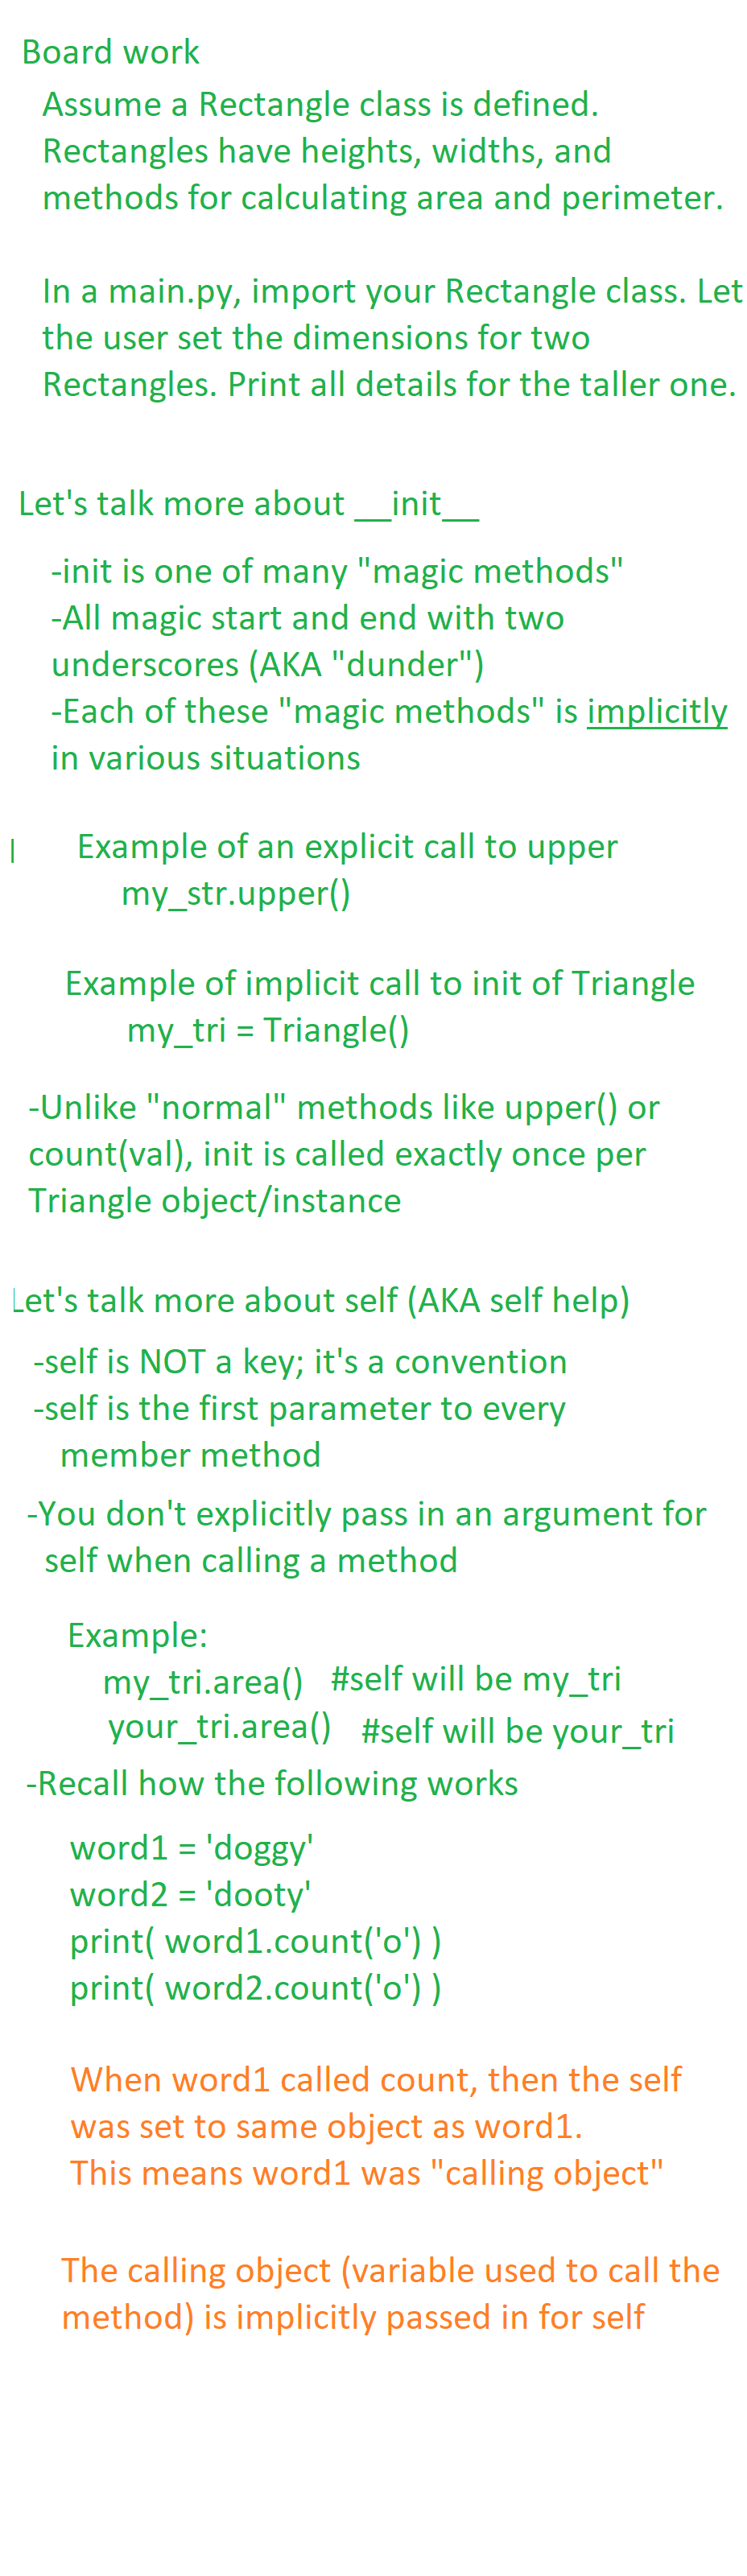 Board work
Assume a Rectangle class is defined.
Rectangles have heights, widths, and
methods for calculating area and perimeter.
In a main.py, import your Rectangle class. Let
the user set the dimensions for two
Rectangles. Print all details for the taller one.
Let's talk more about __init__
-init is one of many "magic methods"
-All magic start and end with two
underscores (AKA "dunder")
-Each of these "magic methods" is implicitly
in various situations
Example of an explicit call to upper
my_str.upper()
Example of implicit call to init of Triangle
my_tri = Triangle()
-Unlike "normal" methods like upper() or
count(val), init is called exactly once per
Triangle object/instance
Let's talk more about self (AKA self help)
-self is NOT a key; it's a convention
-self is the first parameter to every
member method
-You don't explicitly pass in an argument for
self when calling a method
Example:
my_tri.area() #self will be my_tri
your_tri.area() #self will be your_tri
-Recall how the following works
word1 = 'doggy'
word2 = 'dooty'
print( word1.count('o') )
print( word2.count('o') )
When word1 called count, then the self
was set to same object as word1.
This means word1 was "calling object"
The calling object (variable used to call the
method) is implicitly passed in for self